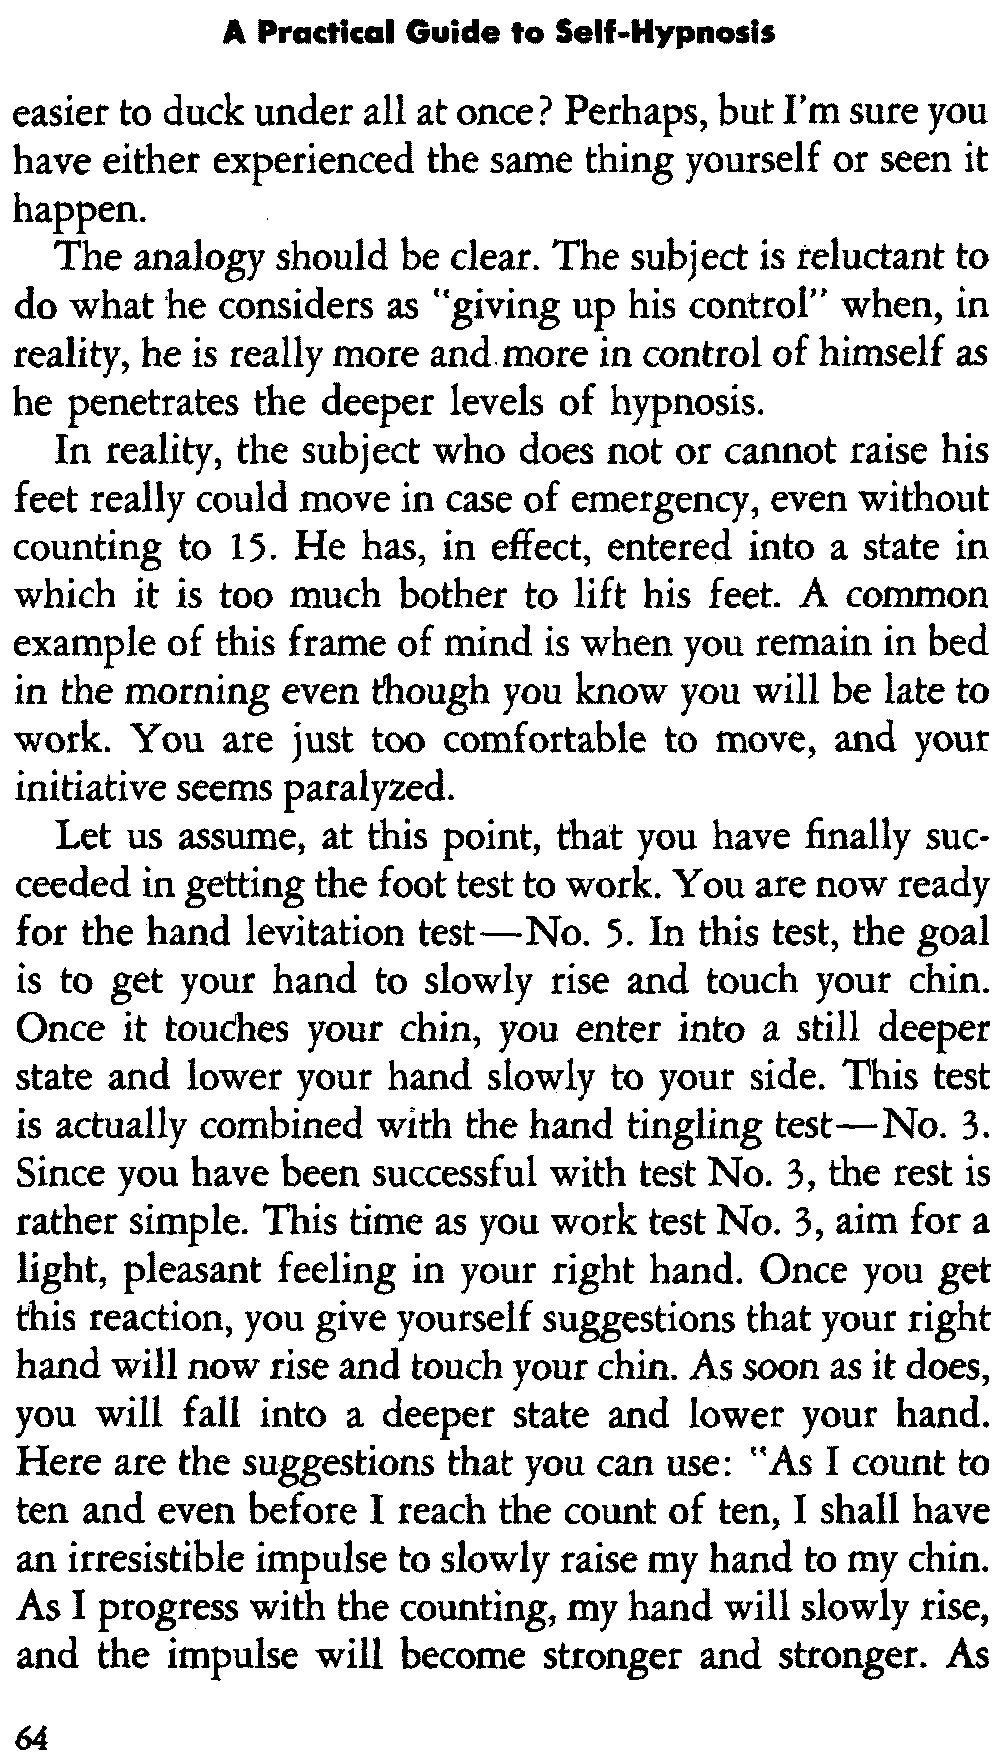 A Practical Guide to Self-Hypnosis
easier to duck under all at once? Perhaps, but I'm sure you
have either experienced the same thing yourself or seen it
happen.
The analogy should be clear. The subject is reluctant to
do what he considers as "giving up his control" when, in
reality, he is really more and more in control of himself as
he penetrates the deeper levels of hypnosis.
In reality, the subject who does not or cannot raise his
feet really could move in case of emergency, even without
counting to 15. He has, in effect, entered into a state in
which it is too much bother to lift his feet. A common
example of this frame of mind is when you remain in bed
in the morning even though you know you will be late to
work. You are just too comfortable to move, and your
initiative seems paralyzed.
Let us assume, at this point, that you have finally suc-
ceeded in getting the foot test to work. You are now ready
for the hand levitation test—No. 5. In this test, the goal
is to get your hand to slowly rise and touch your chin.
Once it touches your chin, you enter into a still deeper
state and lower your hand slowly to your side. This test
is actually combined with the hand tingling test—No. 3.
Since you have been successful with test No. 3, the rest is
rather simple. This time as you work test No. 3, aim for a
light, pleasant feeling in your right hand. Once you get
this reaction, you give yourself suggestions that your right
hand will now rise and touch your chin. As soon as it does,
you will fall into a deeper state and lower your hand.
Here are the suggestions that you can use: "As I count to
ten and even before I reach the count of ten, I shall have
an irresistible impulse to slowly raise my hand to my chin.
As I progress with the counting, my hand will slowly rise,
and the impulse will become stronger and stronger. As
64